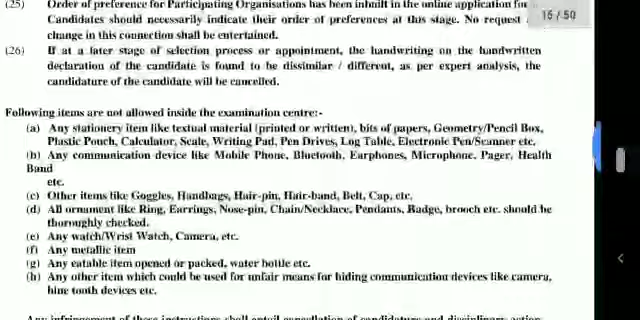 (25) Order of preference for Participating Organisations has been inbuilt in the online application
Candidates should necessarily indicate their order of preferences at this stage. No request
change in this connection shall be entertained.
15 / 50
(26) If at a later stage of selection process or appointment, the handwriting on the handwritten
declaration of the candidate is found to be dissimilar / different, as per expert analysis, the
candidature of the candidate will be cancelled.
Following items are not allowed inside the examination centre:-
(a) Any stationery item like textual material (printed or written), bits of papers, Geometry/Pencil Box,
Plastic Pouch, Calculator, Scale, Writing Pad, Pen Drives, Log Table, Electronic Pen/Scanner etc.
(b) Any communication device like Mobile Phone, Bluetooth, Earphones, Microphone, Pager, Health
Band
etc.
(c) Other items like Goggles, Handbags, Hair-pin, Hair-band, Belt, Cap, etc.
(d) All ornament like Ring, Earrings, Nose-pin, Chain/Necklace, Pendants, Badge, brooch etc. should be
thoroughly checked.
(e) Any watch/Wrist Watch, Camera, etc.
(f) Any metallic item
(g) Any eatable item opened or packed, water bottle etc.
(h) Any other item which could be used for unfair means for hiding communication devices like camera,
blue tooth devices etc.
Any infringement of these instructions shall entail cancellation of candidature and disciplinary action